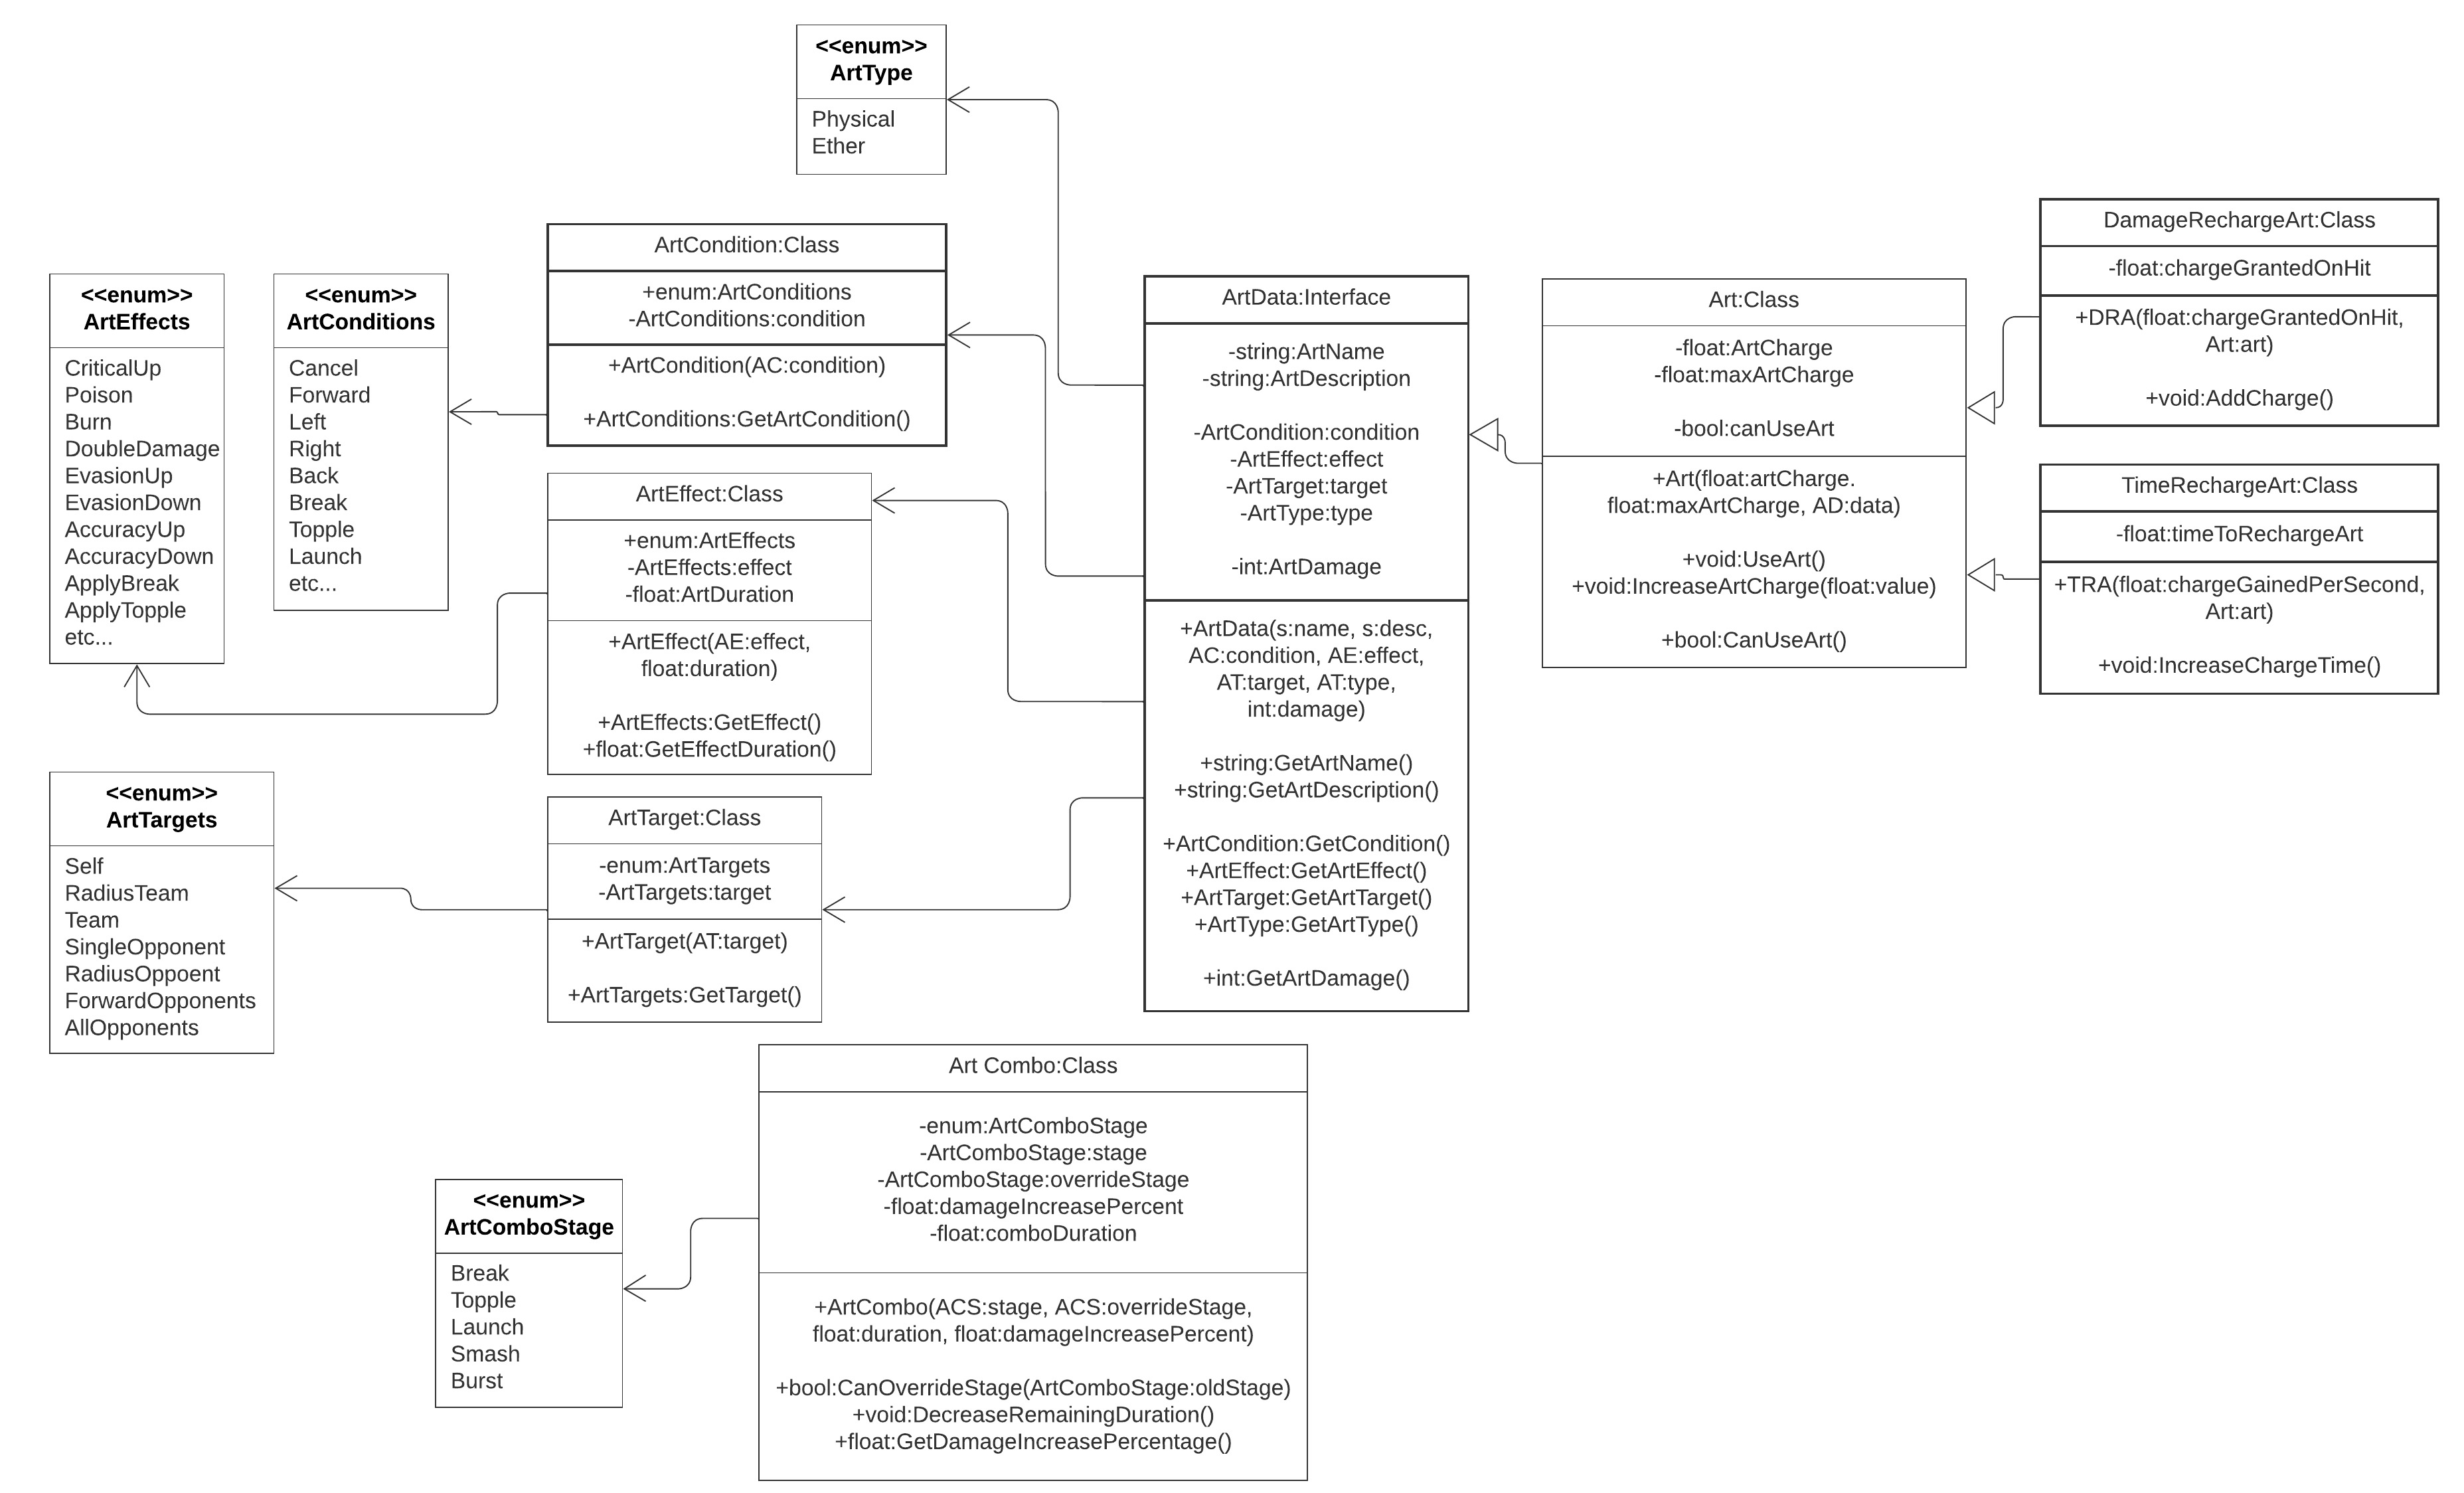 <<enum>>
ArtType
Physical
Ether
<<enum>>
ArtEffects
CriticalUp
Poison
Burn
DoubleDamage
EvasionUp
EvasionDown
AccuracyUp
AccuracyDown
ApplyBreak
ApplyTopple
etc...
<<enum>>
ArtConditions
Cancel
Forward
Left
Right
Back
Break
Topple
Launch
etc...
ArtCondition:Class
+enum:ArtConditions
-ArtConditions:condition
+ArtCondition(AC:condition)
+ArtConditions:GetArtCondition()
ArtEffect:Class
+enum:ArtEffects
-ArtEffects:effect
-float:ArtDuration
+ArtEffect(AE:effect,
float:duration)
+ArtEffects:GetEffect()
+float:GetEffectDuration()
<<enum>>
ArtTargets
Self
RadiusTeam
Team
SingleOpponent
RadiusOppoent
ForwardOpponents
AllOpponents
ArtTarget:Class
-enum:ArtTargets
-ArtTargets:target
+ArtTarget(AT:target)
+ArtTargets:GetTarget()
ArtData:Interface
-string:ArtName
-string:ArtDescription
-ArtCondition:condition
-ArtEffect:effect
-ArtTarget:target
-ArtType:type
-int:ArtDamage
+ArtData(s:name, s:desc,
AC:condition, AE:effect,
AT:target, AT:type,
int:damage)
+string:GetArtName()
+string:GetArtDescription()
+ArtCondition:GetCondition()
+ArtEffect:GetArtEffect()
+ArtTarget:GetArtTarget()
+ArtType:GetArtType()
+int:GetArtDamage()
Art:Class
-float:ArtCharge
-float:maxArtCharge
-bool:canUseArt
+Art(float:artCharge.
float:maxArtCharge, AD:data)
+void:UseArt()
+void:IncreaseArtCharge(float:value)
+bool:CanUseArt()
DamageRechargeArt:Class
-float:chargeGrantedOnHit
+DRA(float:chargeGrantedOnHit,
Art:art)
+void:AddCharge()
TimeRechargeArt:Class
-float:timeToRechargeArt
+TRA(float:chargeGainedPerSecond,
Art:art)
+void:IncreaseChargeTime()
<<enum>>
ArtComboStage
Break
Topple
Launch
Smash
Burst
Art Combo:Class
-enum:ArtComboStage
-ArtComboStage:stage
-ArtComboStage:overrideStage
-float:damageIncreasePercent
-float:comboDuration
+ArtCombo(ACS:stage, ACS:overrideStage,
float:duration, float:damageIncreasePercent)
+bool:CanOverrideStage(ArtComboStage:oldStage)
+void:DecreaseRemainingDuration()
+float:GetDamageIncreasePercentage()